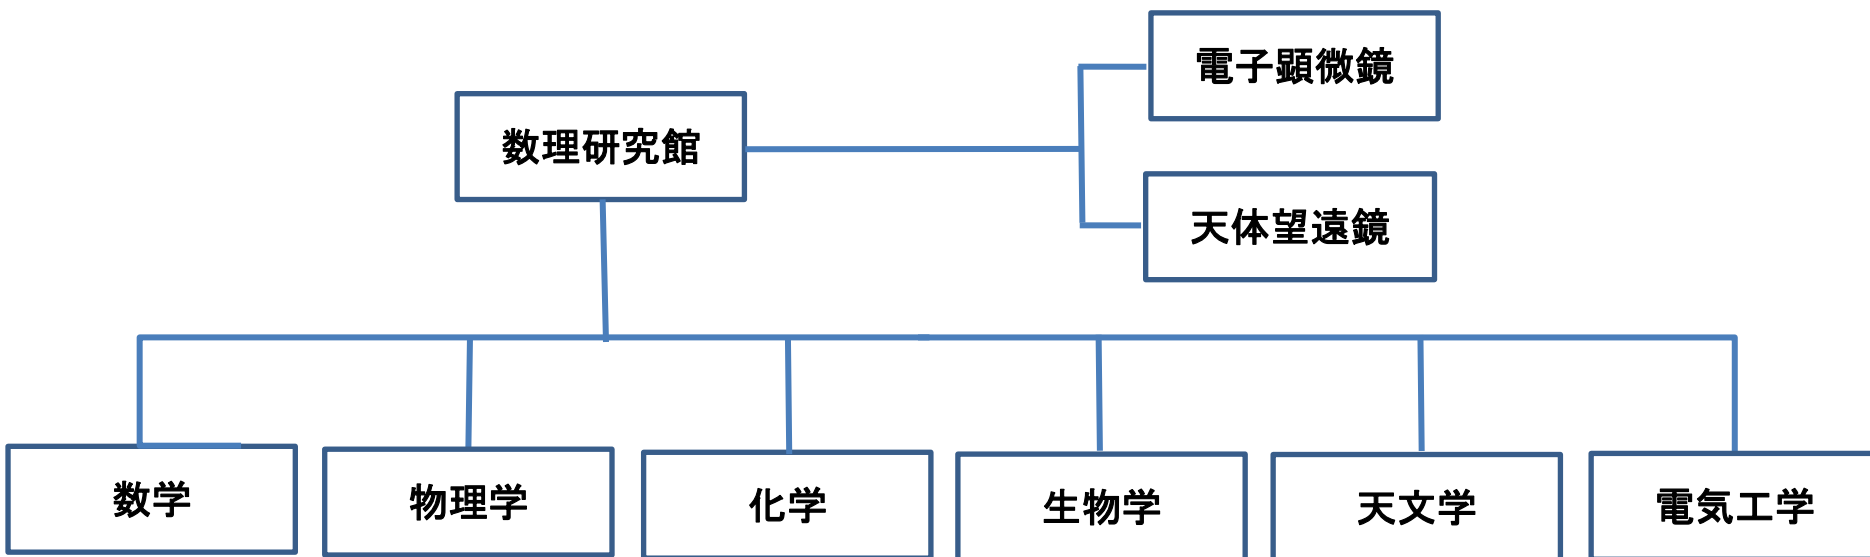 電子顕微鏡
数理研究館
天体望遠鏡
数学
物理学
化学
生物学
天文学
電気工学